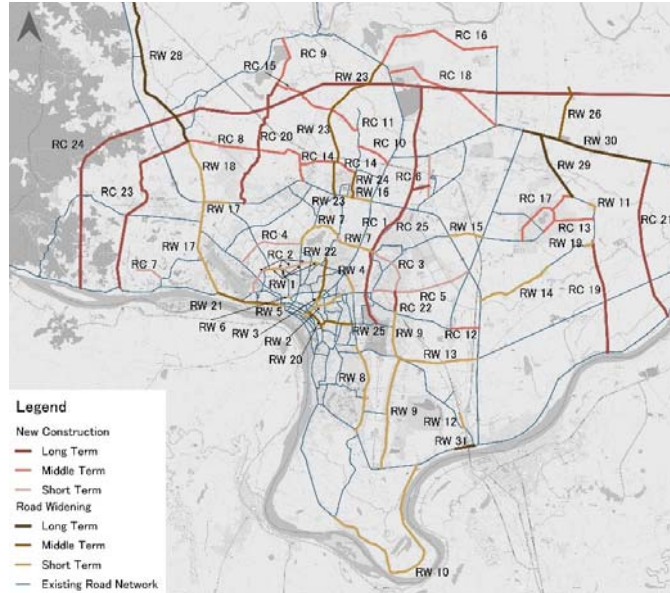 RC 16
RW 28
RC 9
RC 15
RC 18
RW 23
RW 26
RC 11
RW 23
RC 20
RW 30
RC 24
RC 8
RC 10
RC 14
RC 14
RW 29
RW 18
RW 24
RC 6
RC 23
RW 16
RC 17
RW 23
RW 11
RW 17
RC 1
RC 21
RW 7
RC 25
RW 15
RC 13
RC 4
RW 7
RW 19
RW 17
RC 2
RW 22
RC 3
RC 7
RW 1
RW 4
RC 5
RW 14
RC 19
RW 21
RW 5
RC 22
RW 6
RW 3
RW 25
RW 9
RC 12
RW 2
RW 20
RW 13
RW 8
RW 9
RW 12
RW 31
RW 10
Legend
New Construction
Long Term
Middle Term
Short Term
Road Widening
Long Term
Middle Term
Short Term
Existing Road Network